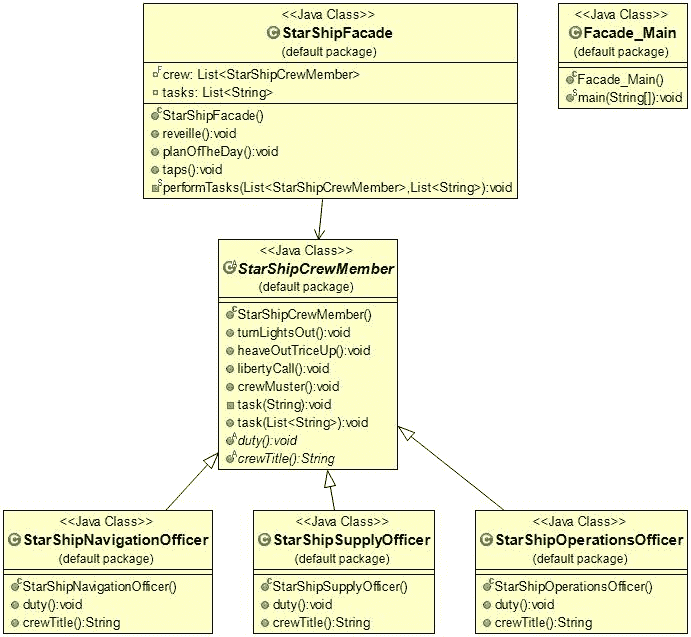 <<Java Class>>
StarShipFacade
(default package)
crew: List<StarShipCrewMember>
tasks: List<String>
StarShipFacade()
reveille():void
planOfTheDay():void
taps():void
performTasks(List<StarShipCrewMember>,List<String>):void
<<Java Class>>
Facade_Main
(default package)
Facade_Main()
main(String[]):void
<<Java Class>>
StarShipCrewMember
(default package)
StarShipCrewMember()
turnLightsOut():void
heaveOutTriceUp():void
libertyCall():void
crewMuster():void
task(String):void
task(List<String>):void
duty():void
crewTitle():String
<<Java Class>>
StarShipNavigationOfficer
(default package)
StarShipNavigationOfficer()
duty():void
crewTitle():String
<<Java Class>>
StarShipSupplyOfficer
(default package)
StarShipSupplyOfficer()
duty():void
crewTitle():String
<<Java Class>>
StarShipOperationsOfficer
(default package)
StarShipOperationsOfficer()
duty():void
crewTitle():String